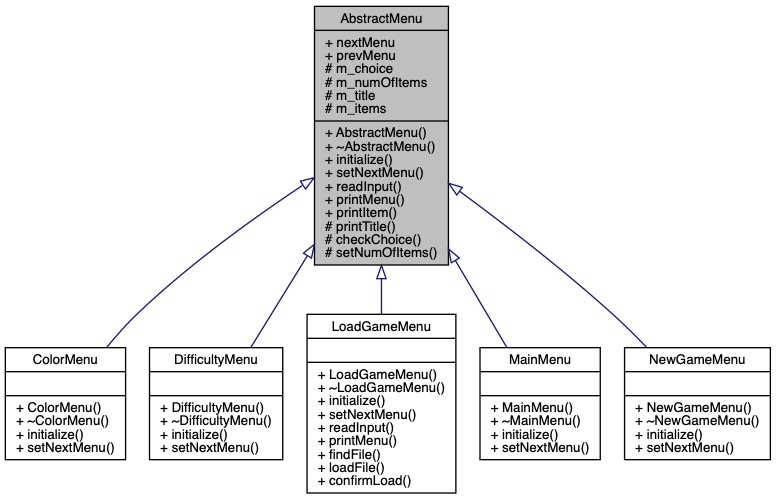 AbstractMenu
+ nextMenu
+ prevMenu
# m_choice
# m_numOfItems
# m_title
# m_items
+ AbstractMenu()
+ ~AbstractMenu()
+ initialize()
+ setNextMenu()
+ readInput()
+ printMenu()
+ printItem()
# printTitle()
# checkChoice()
# setNumOfItems()
ColorMenu
+ ColorMenu()
+ ~ColorMenu()
+ initialize()
+ setNextMenu()
DifficultyMenu
+ DifficultyMenu()
+ ~DifficultyMenu()
+ initialize()
+ setNextMenu()
LoadGameMenu
+ LoadGameMenu()
+ ~LoadGameMenu()
+ initialize()
+ setNextMenu()
+ readInput()
+ printMenu()
+ findFile()
+ loadFile()
+ confirmLoad()
MainMenu
+ MainMenu()
+ ~MainMenu()
+ initialize()
+ setNextMenu()
NewGameMenu
+ NewGameMenu()
+ ~NewGameMenu()
+ initialize()
+ setNextMenu()